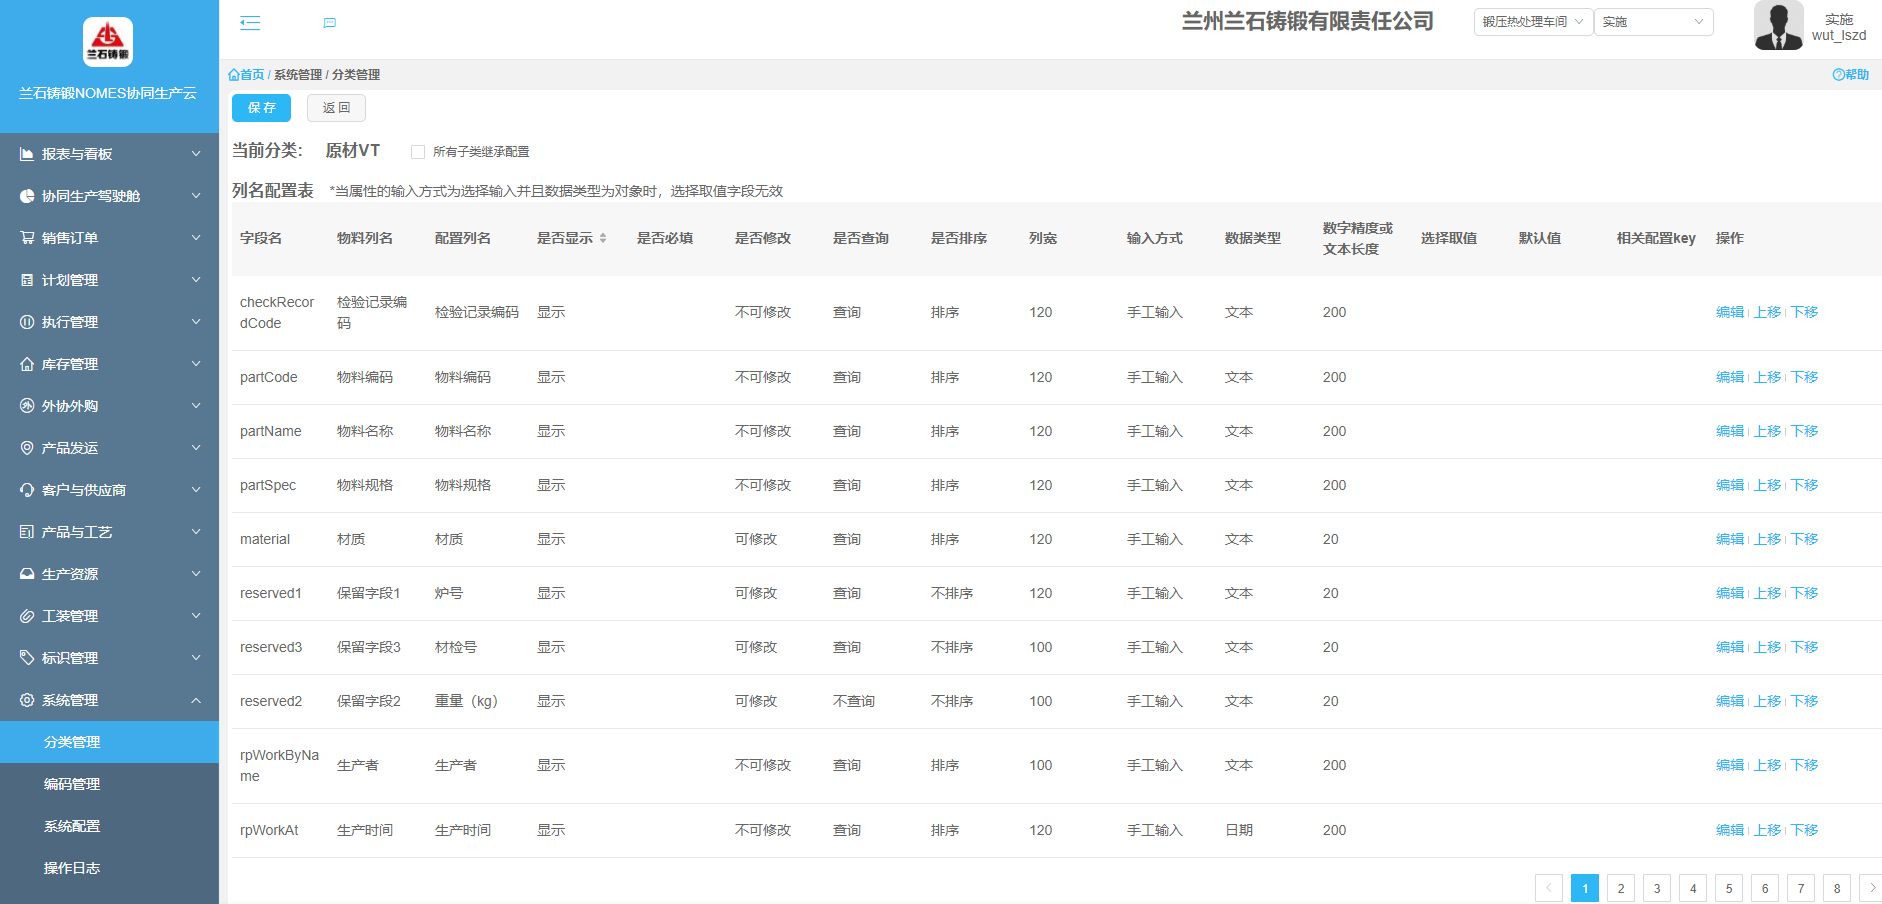 兰石铸锻
兰石铸锻NOMES协同生产云
报表与看板
协同生产驾驶舱
销售订单
计划管理
执行管理
库存管理
外协外购
产品发运
客户与供应商
产品与工艺
生产资源
工装管理
标识管理
系统管理
分类管理
编码管理
系统配置
操作日志
兰州兰石铸锻有限责任公司
锻压热处理车间
实施
实施
wut_lszd
首页 / 系统管理 / 分类管理
帮助
保 存
返 回
当前分类: 原材VT 所有子类继承配置
列名配置表 *当属性的输入方式为选择输入并且数据类型为对象时，选择取值字段无效
字段名 物料列名 配置列名 是否显示 是否必填 是否修改 是否查询 是否排序 列宽 输入方式 数据类型 数字精度或文本长度 选择取值 默认值 相关配置key 操作
checkRecordCode 检验记录编码 检验记录编码 显示 不可修改 查询 排序 120 手工输入 文本 200 编辑 上移 下移
partCode 物料编码 物料编码 显示 不可修改 查询 排序 120 手工输入 文本 200 编辑 上移 下移
partName 物料名称 物料名称 显示 不可修改 查询 排序 120 手工输入 文本 200 编辑 上移 下移
partSpec 物料规格 物料规格 显示 不可修改 查询 排序 120 手工输入 文本 200 编辑 上移 下移
material 材质 材质 显示 可修改 查询 排序 120 手工输入 文本 20 编辑 上移 下移
reserved1 保留字段1 炉号 显示 可修改 查询 不排序 120 手工输入 文本 20 编辑 上移 下移
reserved3 保留字段3 材检号 显示 可修改 查询 不排序 100 手工输入 文本 20 编辑 上移 下移
reserved2 保留字段2 重量（kg） 显示 可修改 不查询 不排序 100 手工输入 文本 20 编辑 上移 下移
rpWorkByName 生产者 生产者 显示 不可修改 查询 排序 100 手工输入 文本 200 编辑 上移 下移
rpWorkAt 生产时间 生产时间 显示 不可修改 查询 排序 120 手工输入 日期 200 编辑 上移 下移
1 2 3 4 5 6 7 8